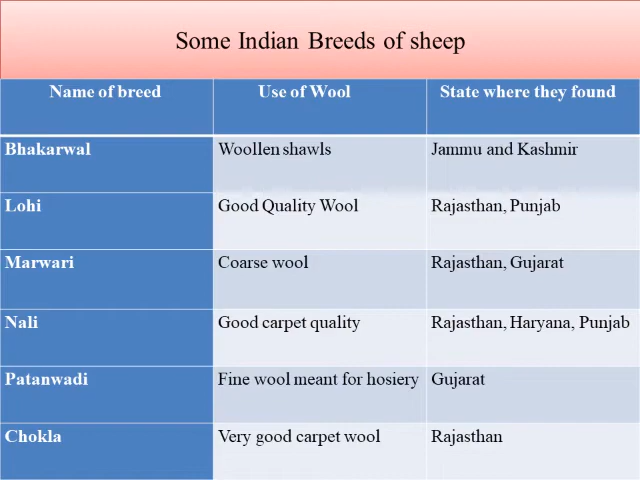 Some Indian Breeds of sheep
Name of breed Use of Wool State where they found
Bhakarwal Woollen shawls Jammu and Kashmir
Lohi Good Quality Wool Rajasthan, Punjab
Marwari Coarse wool Rajasthan, Gujarat
Nali Good carpet quality Rajasthan, Haryana, Punjab
Patanwadi Fine wool meant for hosiery Gujarat
Chokla Very good carpet wool Rajasthan